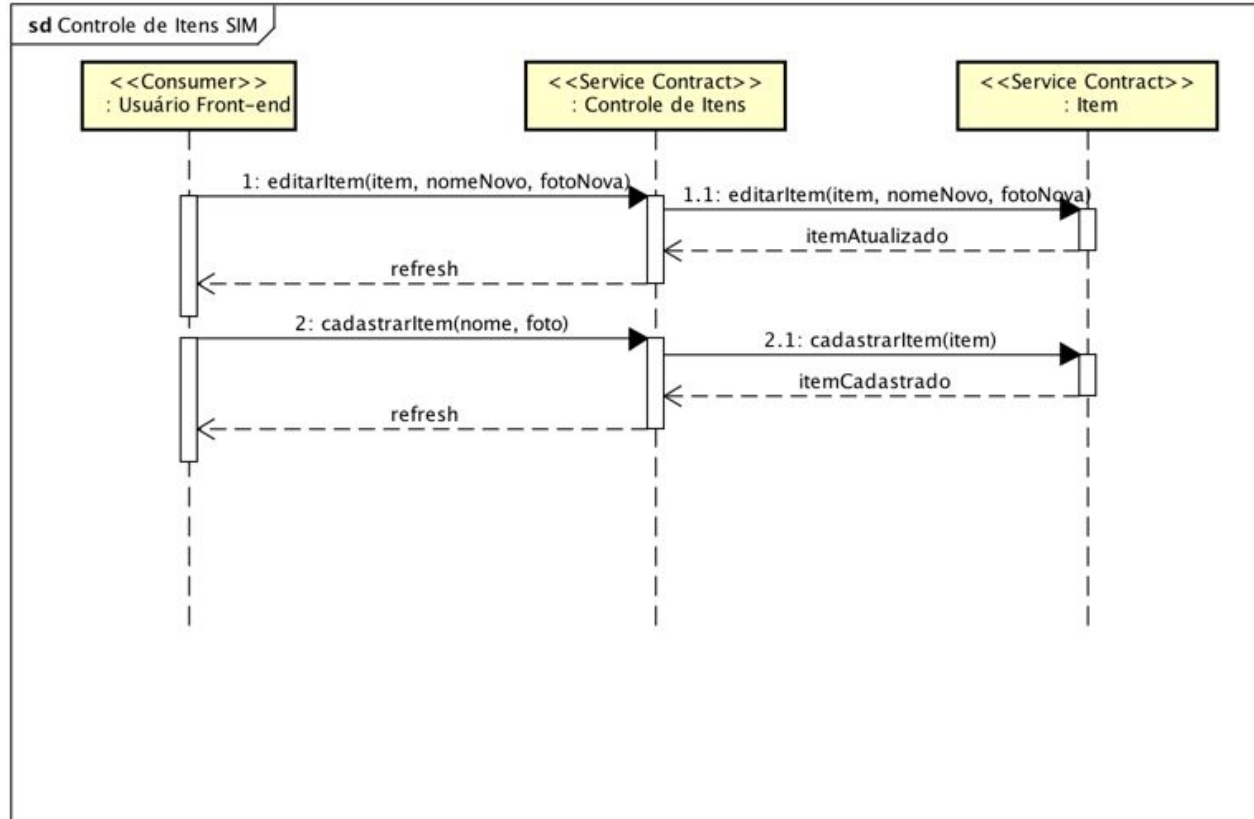 sd Controle de Itens SIM
<<Consumer>>
: Usuário Front-end
<<Service Contract>>
: Controle de Itens
<<Service Contract>>
: Item
1: editarItem(item, nomeNovo, fotoNova)
1.1: editarItem(item, nomeNovo, fotoNova)
itemAtualizado
refresh
2: cadastrarItem(nome, foto)
2.1: cadastrarItem(item)
itemCadastrado
refresh